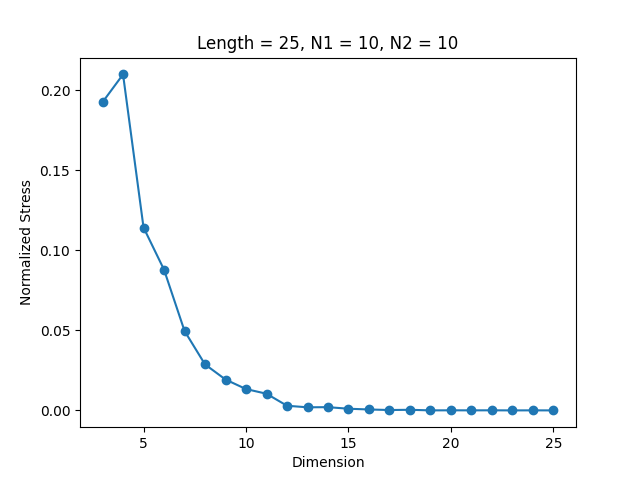 Length = 25, N1 = 10, N2 = 10
Normalized Stress
0.20
0.15
0.10
0.05
0.00
5 10 15 20 25
Dimension